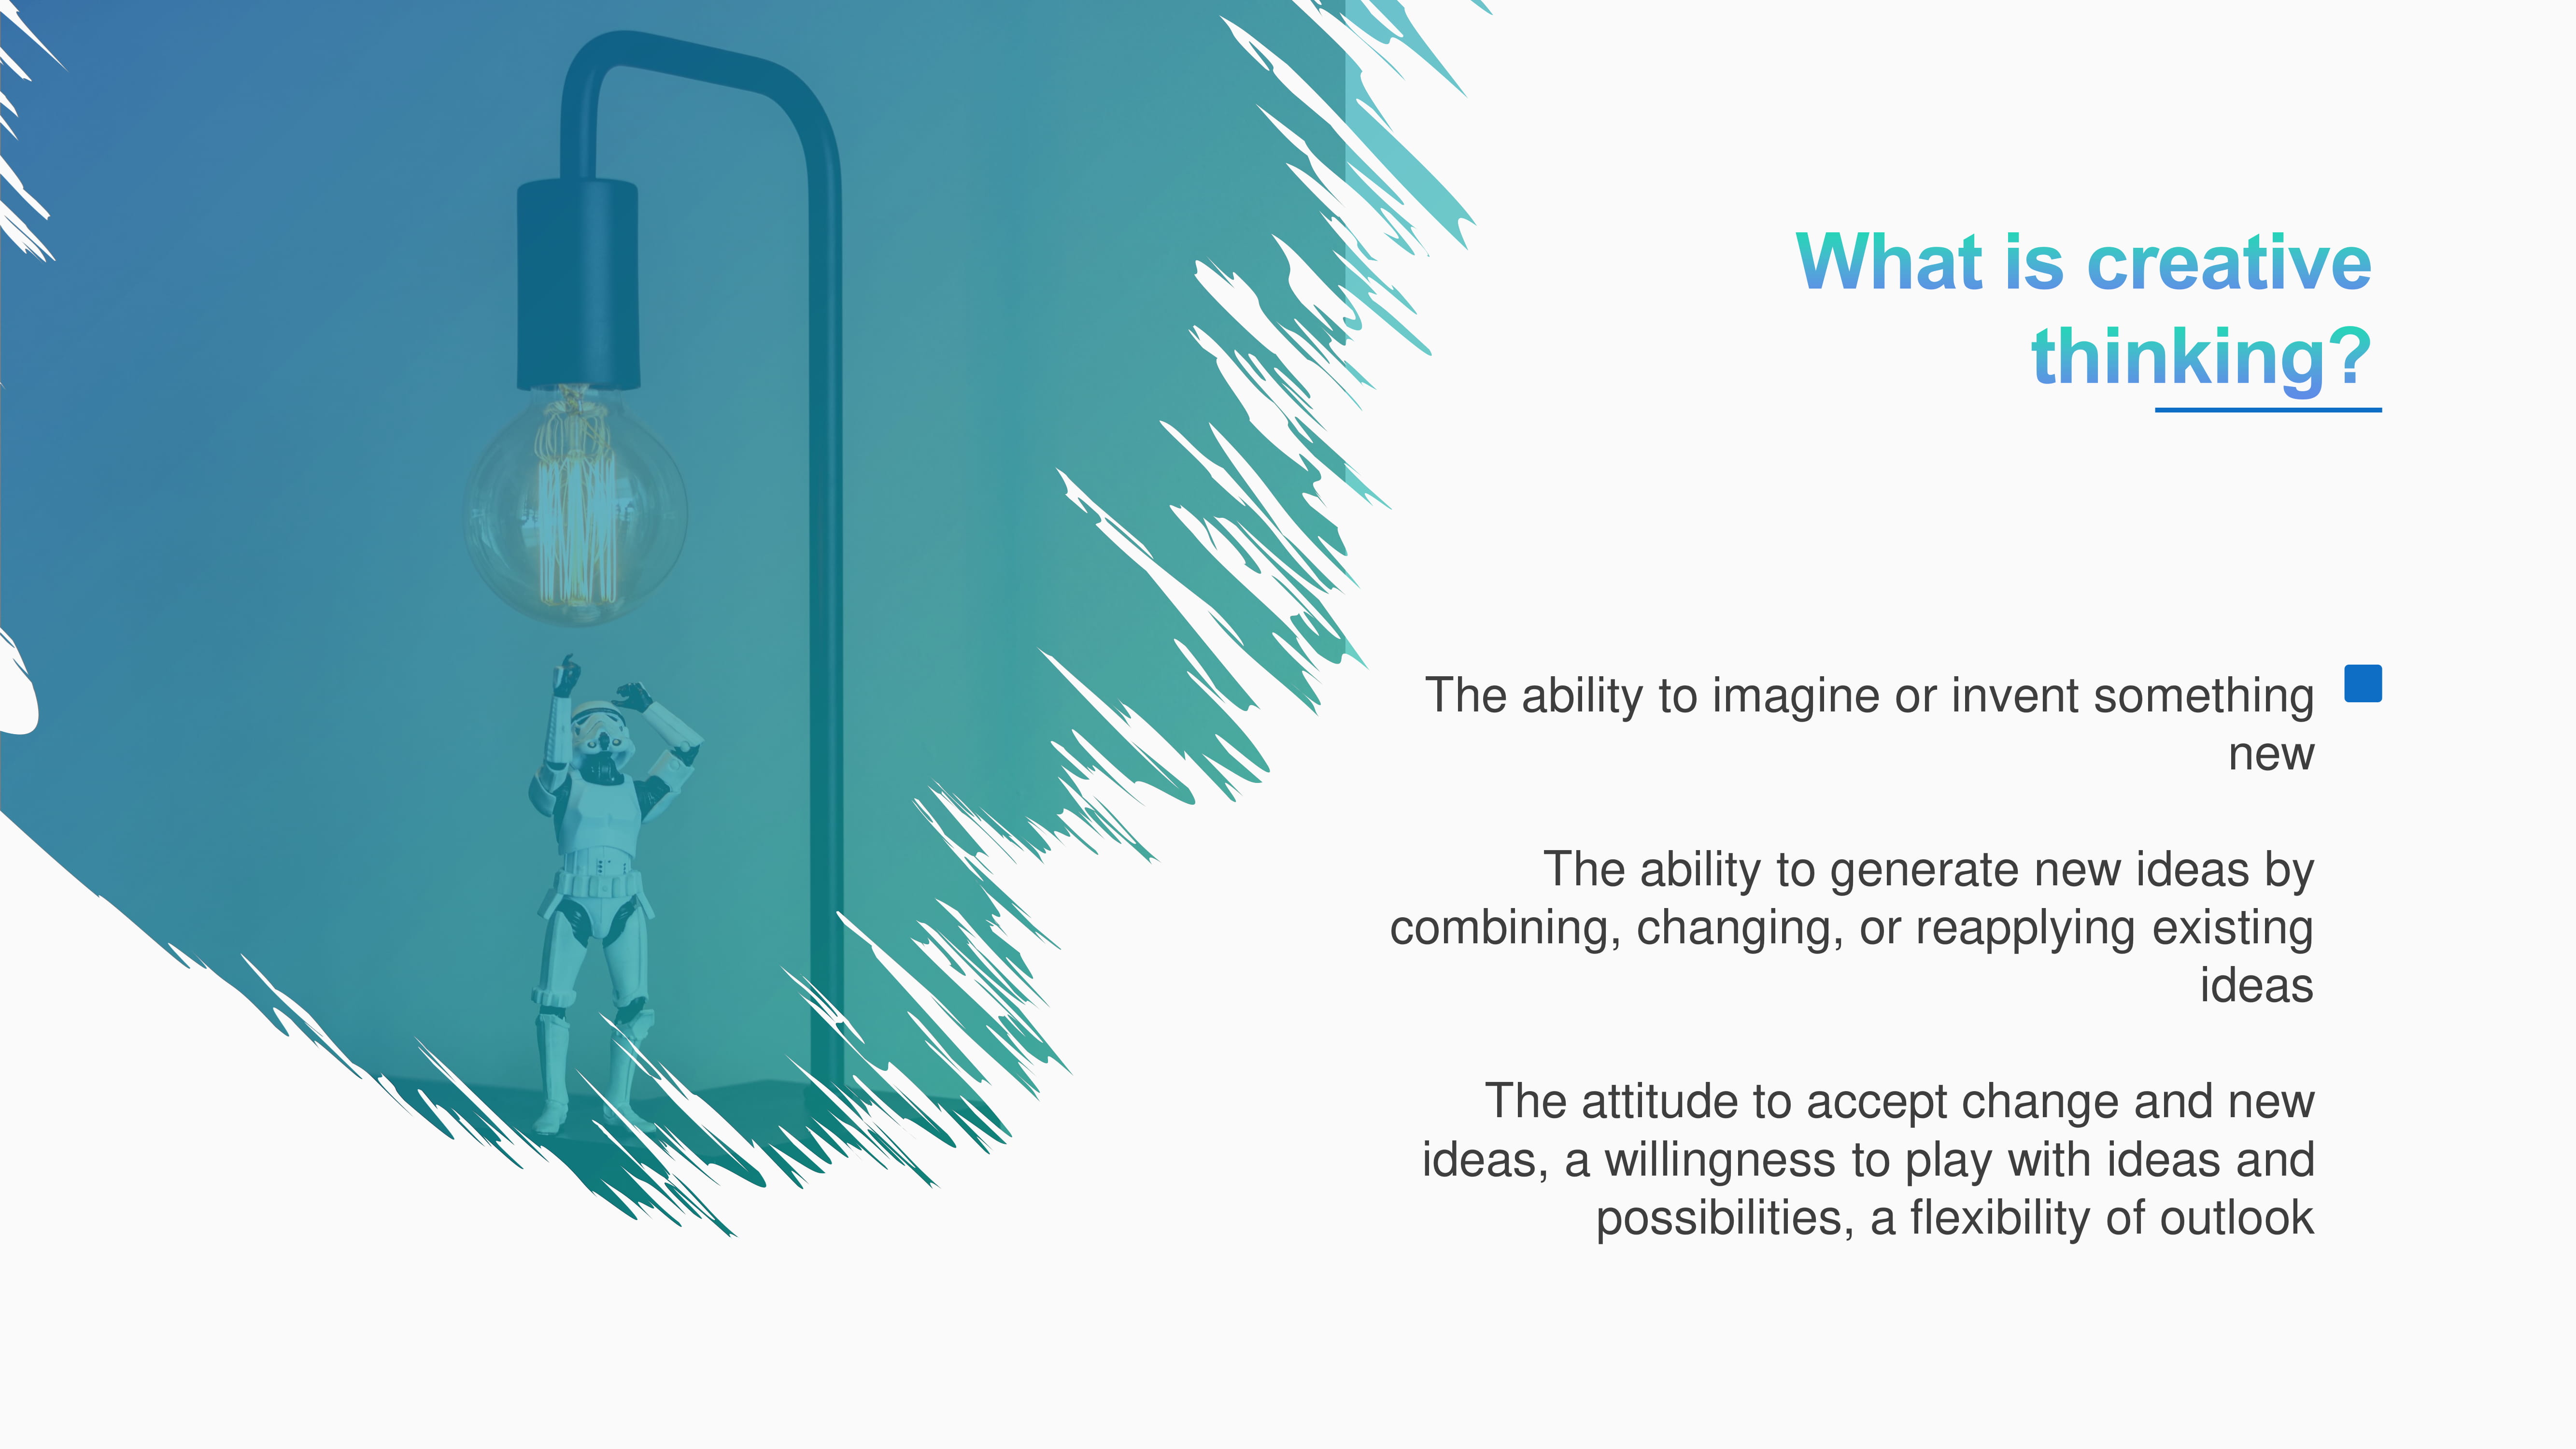 What is creative
thinking?
The ability to imagine or invent something
new
The ability to generate new ideas by
combining, changing, or reapplying existing
ideas
The attitude to accept change and new
ideas, a willingness to play with ideas and
possibilities, a flexibility of outlook